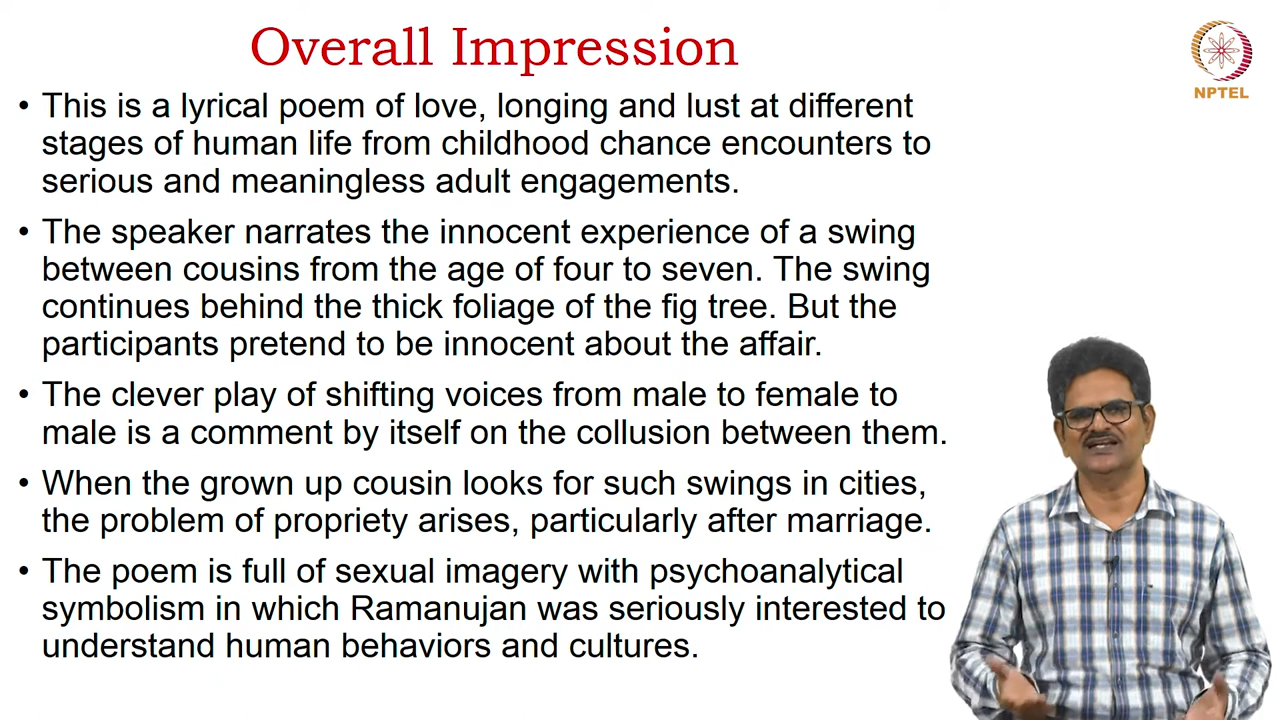 Overall Impression
NPTEL
• This is a lyrical poem of love, longing and lust at different
stages of human life from childhood chance encounters to
serious and meaningless adult engagements.
• The speaker narrates the innocent experience of a swing
between cousins from the age of four to seven. The swing
continues behind the thick foliage of the fig tree. But the
participants pretend to be innocent about the affair.
• The clever play of shifting voices from male to female to
male is a comment by itself on the collusion between them.
• When the grown up cousin looks for such swings in cities,
the problem of propriety arises, particularly after marriage.
• The poem is full of sexual imagery with psychoanalytical
symbolism in which Ramanujan was seriously interested to
understand human behaviors and cultures.